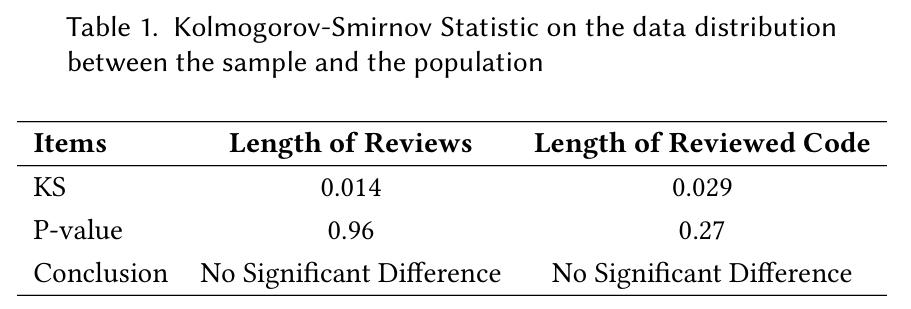 Table 1. Kolmogorov-Smirnov Statistic on the data distribution
between the sample and the population
Items Length of Reviews Length of Reviewed Code
KS 0.014 0.029
P-value 0.96 0.27
Conclusion No Significant Difference No Significant Difference